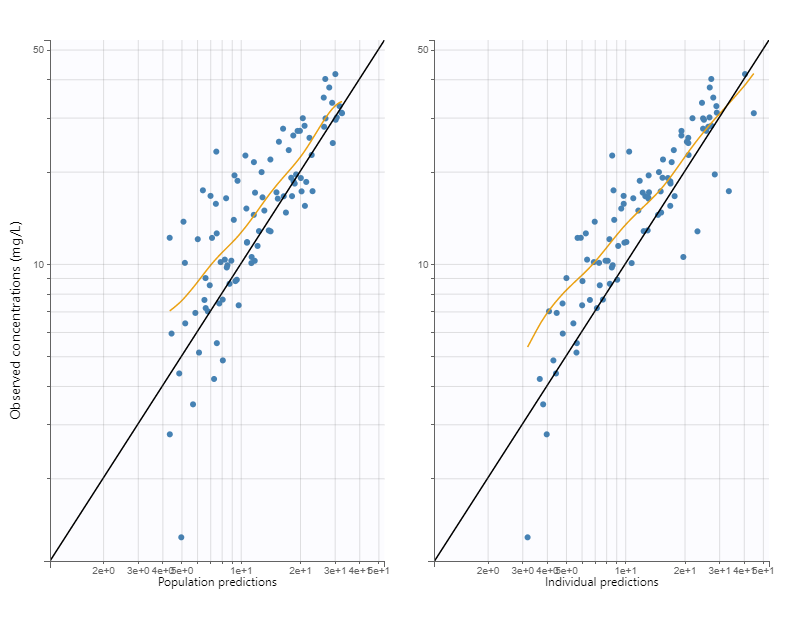 Observed concentrations (mg/L)
50
10
2e+0 3e+0 4e+0 5e+0 1e+1 2e+1 3e+1 4e+1 5e+1
Population predictions
50
10
2e+0 3e+0 4e+0 5e+0 1e+1 2e+1 3e+1 4e+1 5e+1
Individual predictions